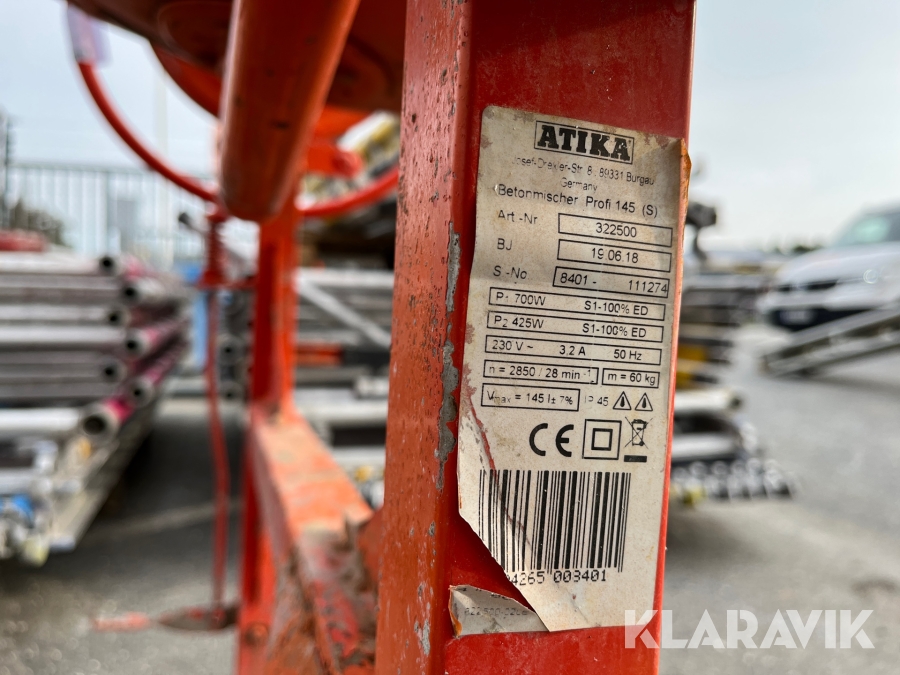 ATIKA
Josef-Drexler-Str. 8, 89331 Burgau
Germany
Betonmischer Profi 145 (S)
Art.-Nr 322500
BJ 19.06.18
S.-No 8401 - 111274
P1 700W S1-100% ED
P2 425W S1-100% ED
230 V ~ 3,2 A 50 Hz
n = 2850 / 28 min-1 m = 60 kg
Vmax = 145 l± 7% IP 45
CE
04265 003401
KLARAVIK